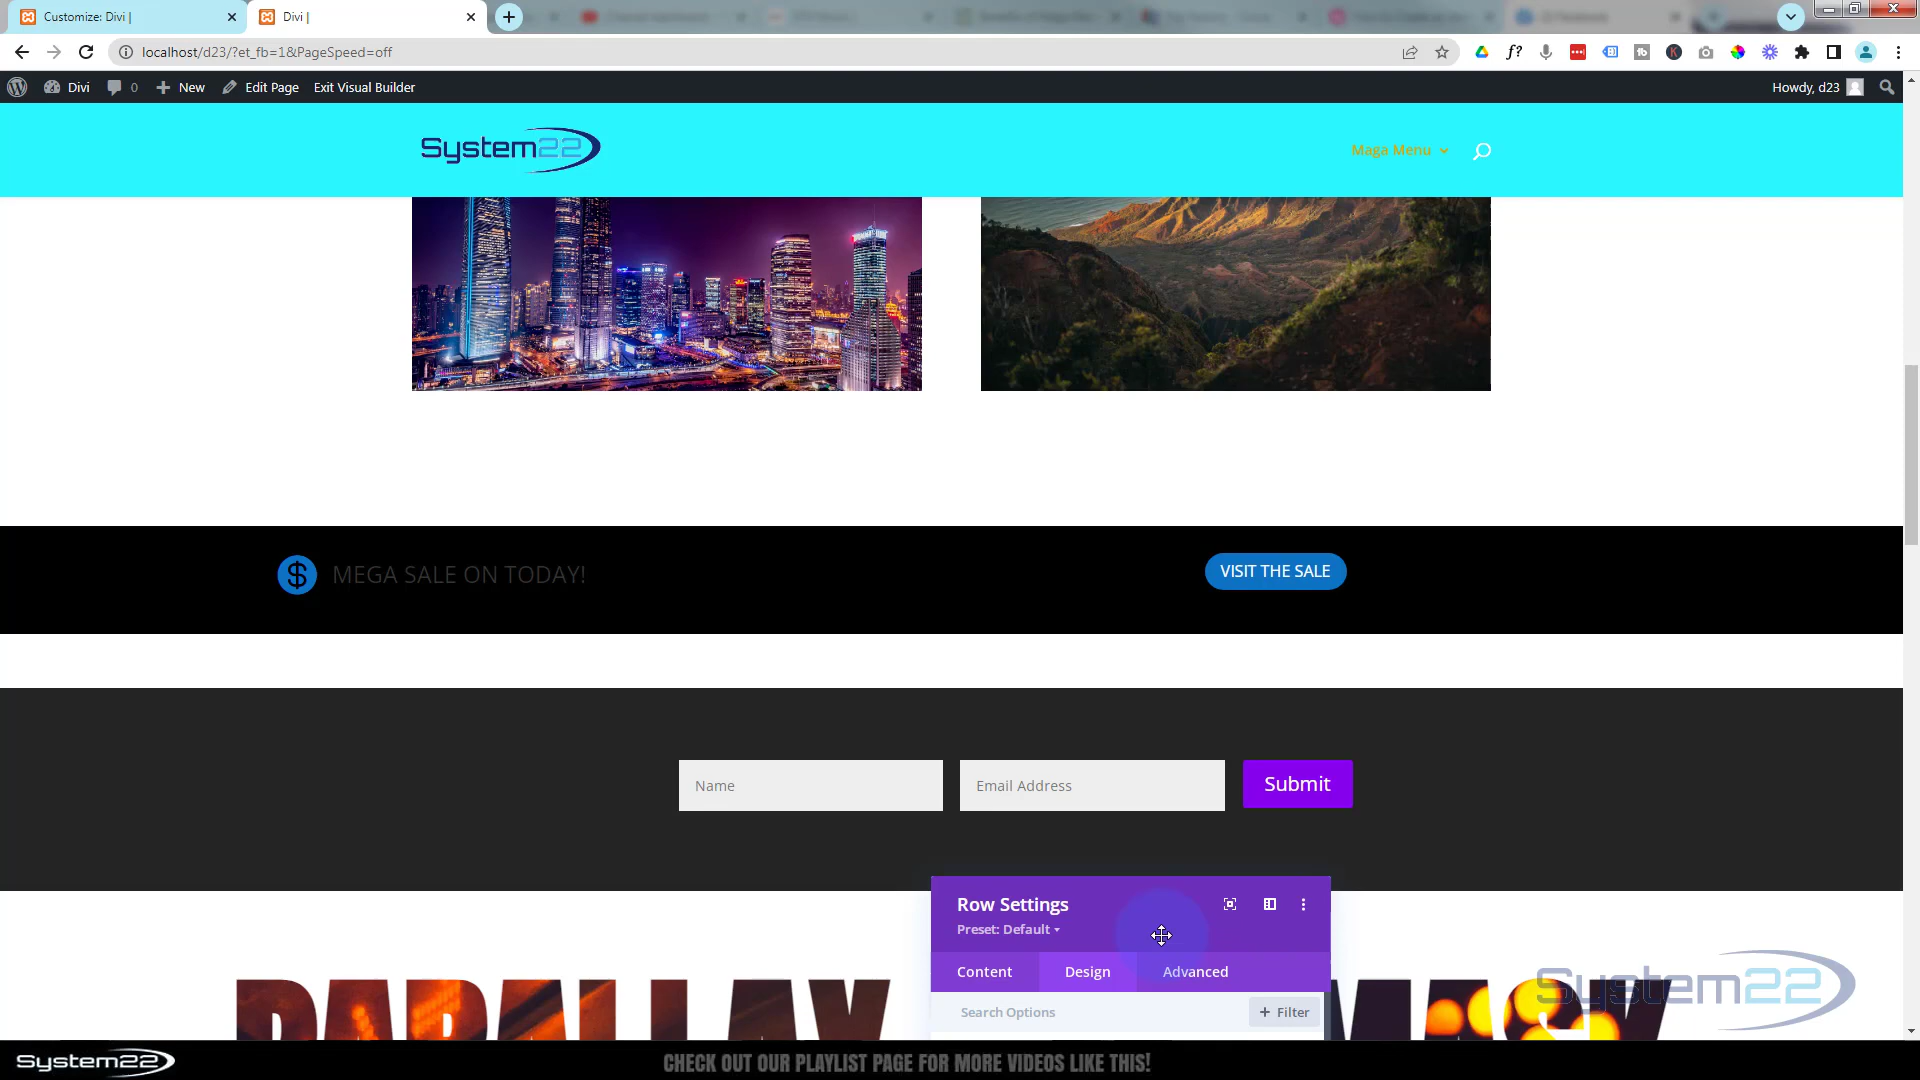 Customize: Divi |
Divi |
localhost/d23/?et_fb=1&PageSpeed=off
Divi
0
New
Edit Page
Exit Visual Builder
Howdy, d23
System22
Maga Menu
MEGA SALE ON TODAY!
VISIT THE SALE
Name
Email Address
Submit
Row Settings
Preset: Default
Content
Design
Advanced
Search Options
+ Filter
PARALLAX
MASK
System22
System22
CHECK OUT OUR PLAYLIST PAGE FOR MORE VIDEOS LIKE THIS!